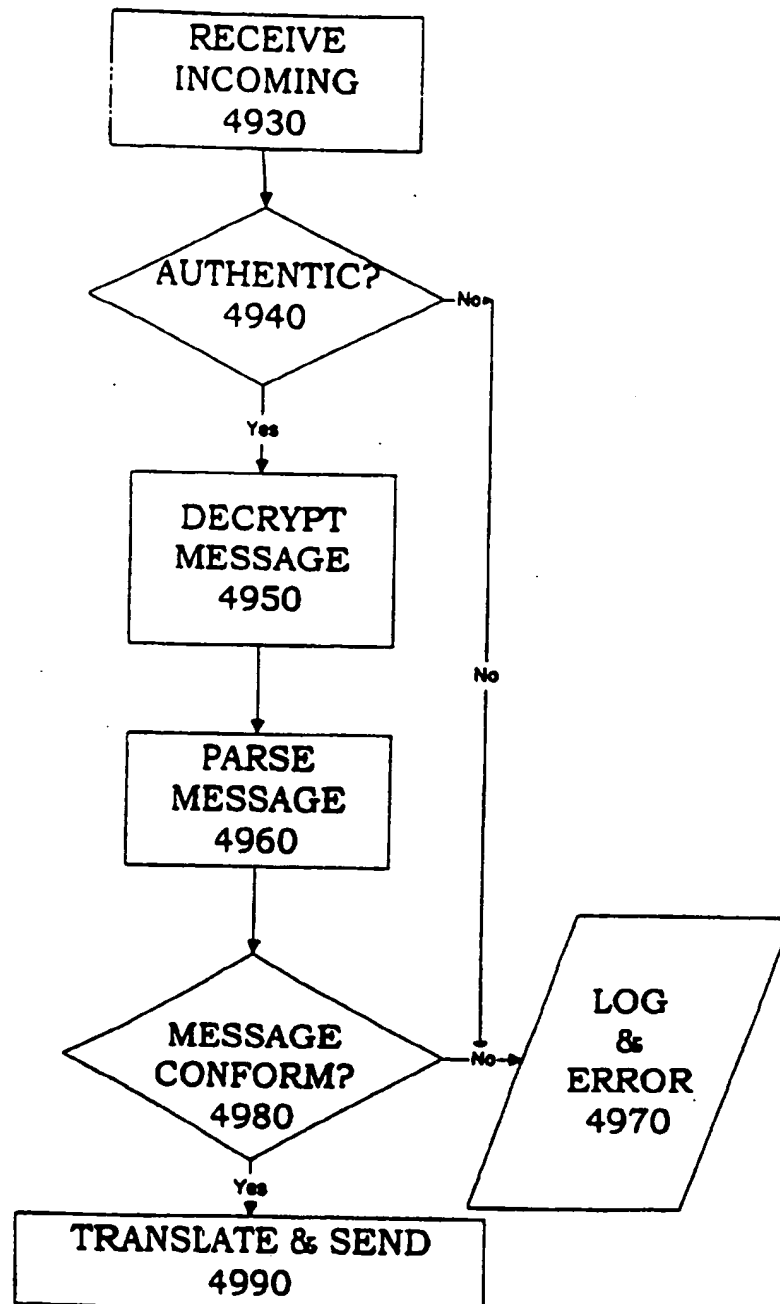 RECEIVE
INCOMING
4930
AUTHENTIC?
4940
No
Yes
DECRYPT
MESSAGE
4950
No
PARSE
MESSAGE
4960
MESSAGE
CONFORM?
4980
No
LOG
&
ERROR
4970
Yes
TRANSLATE & SEND
4990